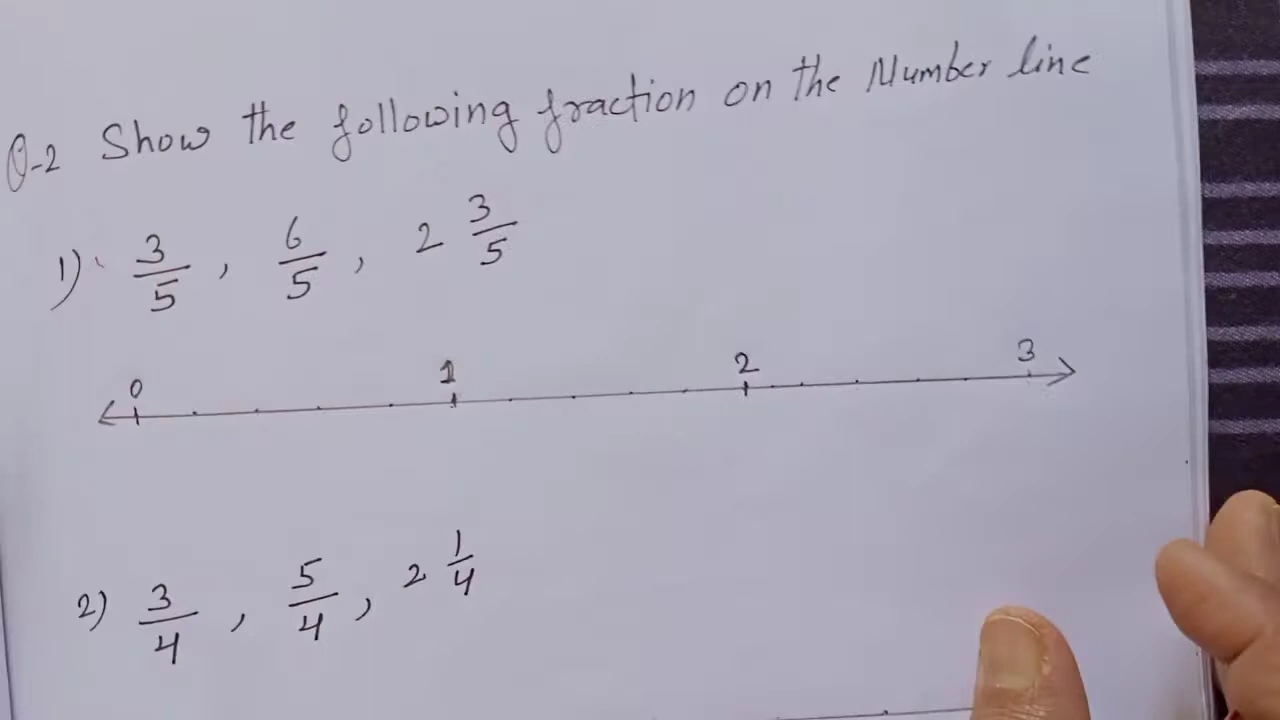 Q-2 Show the following fraction on the Number line
1) 3/5, 6/5, 2 3/5
0 1 2 3
2) 3/4, 5/4, 2 1/4